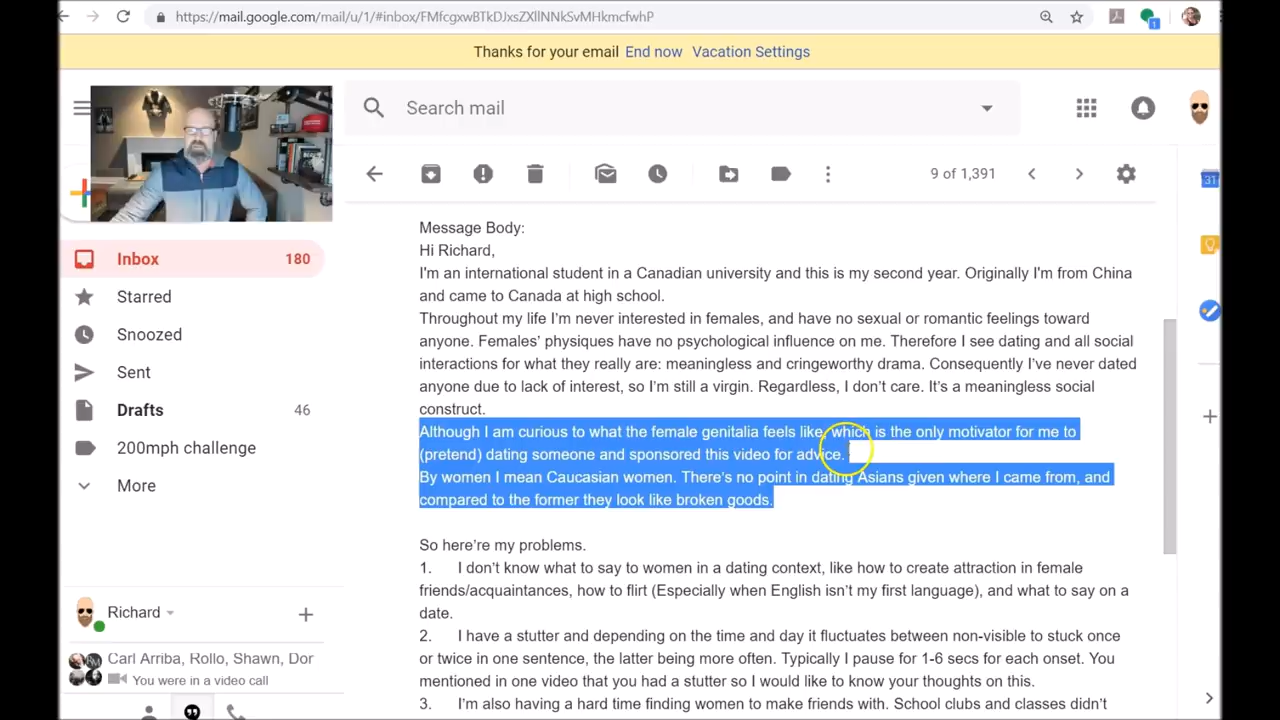 https://mail.google.com/mail/u/1/#inbox/FMfcgxwBTkDJxsZXllNNkSvMHkmcfwhP
1
Thanks for your email End now Vacation Settings
Search mail
9 of 1,391
31
Inbox 180
Starred
Snoozed
Sent
Drafts 46
200mph challenge
More
Message Body:
Hi Richard,
I'm an international student in a Canadian university and this is my second year. Originally I'm from China
and came to Canada at high school.
Throughout my life I'm never interested in females, and have no sexual or romantic feelings toward
anyone. Females' physiques have no psychological influence on me. Therefore I see dating and all social
interactions for what they really are: meaningless and cringeworthy drama. Consequently I've never dated
anyone due to lack of interest, so I'm still a virgin. Regardless, I don't care. It's a meaningless social
construct.
Although I am curious to what the female genitalia feels like, which is the only motivator for me to
(pretend) dating someone and sponsored this video for advice.
By women I mean Caucasian women. There's no point in dating Asians given where I came from, and
compared to the former they look like broken goods.
So here're my problems.
1. I don't know what to say to women in a dating context, like how to create attraction in female
friends/acquaintances, how to flirt (Especially when English isn't my first language), and what to say on a
date.
2. I have a stutter and depending on the time and day it fluctuates between non-visible to stuck once
or twice in one sentence, the latter being more often. Typically I pause for 1-6 secs for each onset. You
mentioned in one video that you had a stutter so I would like to know your thoughts on this.
3. I'm also having a hard time finding women to make friends with. School clubs and classes didn't
Richard
Carl Arriba, Rollo, Shawn, Dor
You were in a video call